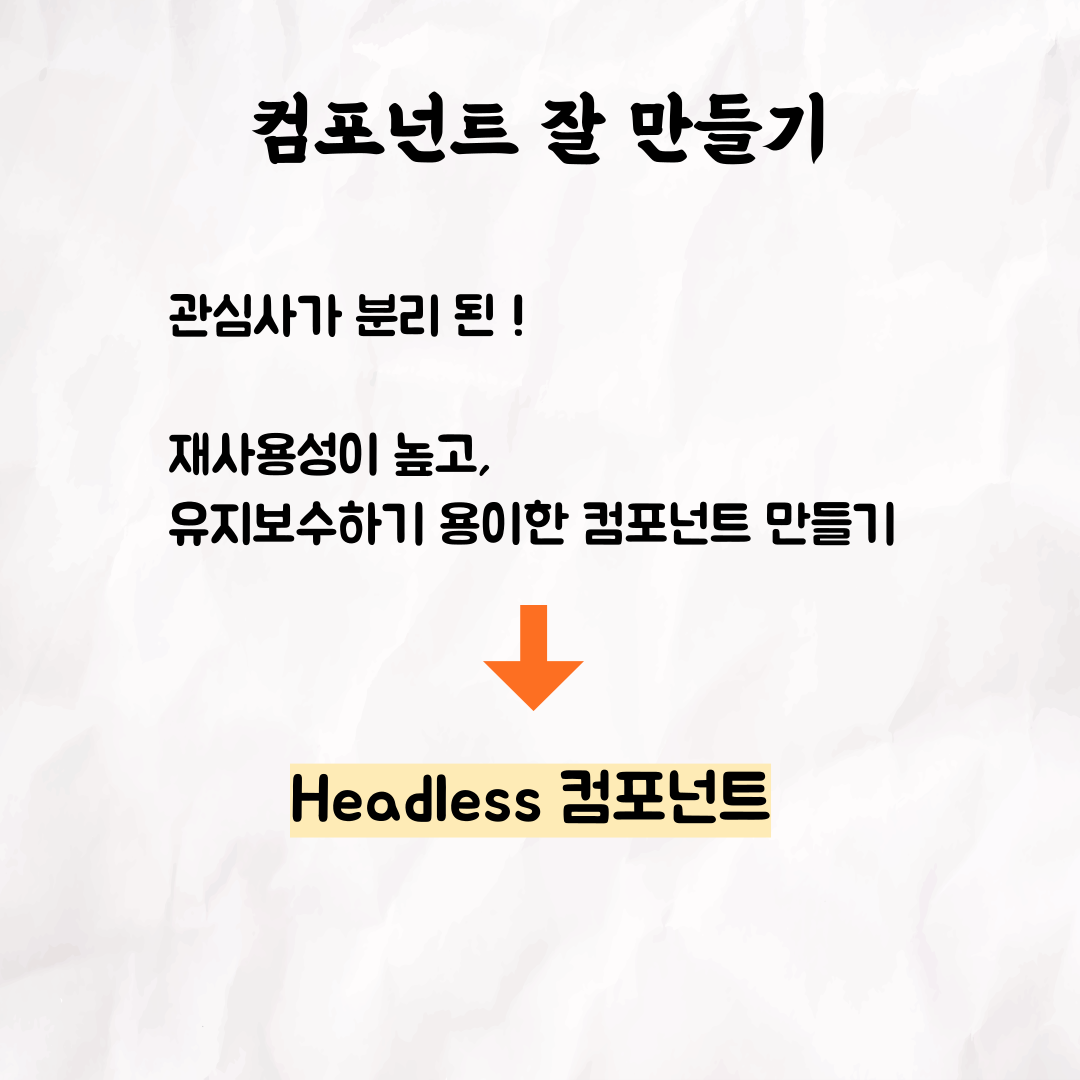 컴포넌트 잘 만들기
관심사가 분리 된 !
재사용성이 높고,
유지보수하기 용이한 컴포넌트 만들기
Headless 컴포넌트